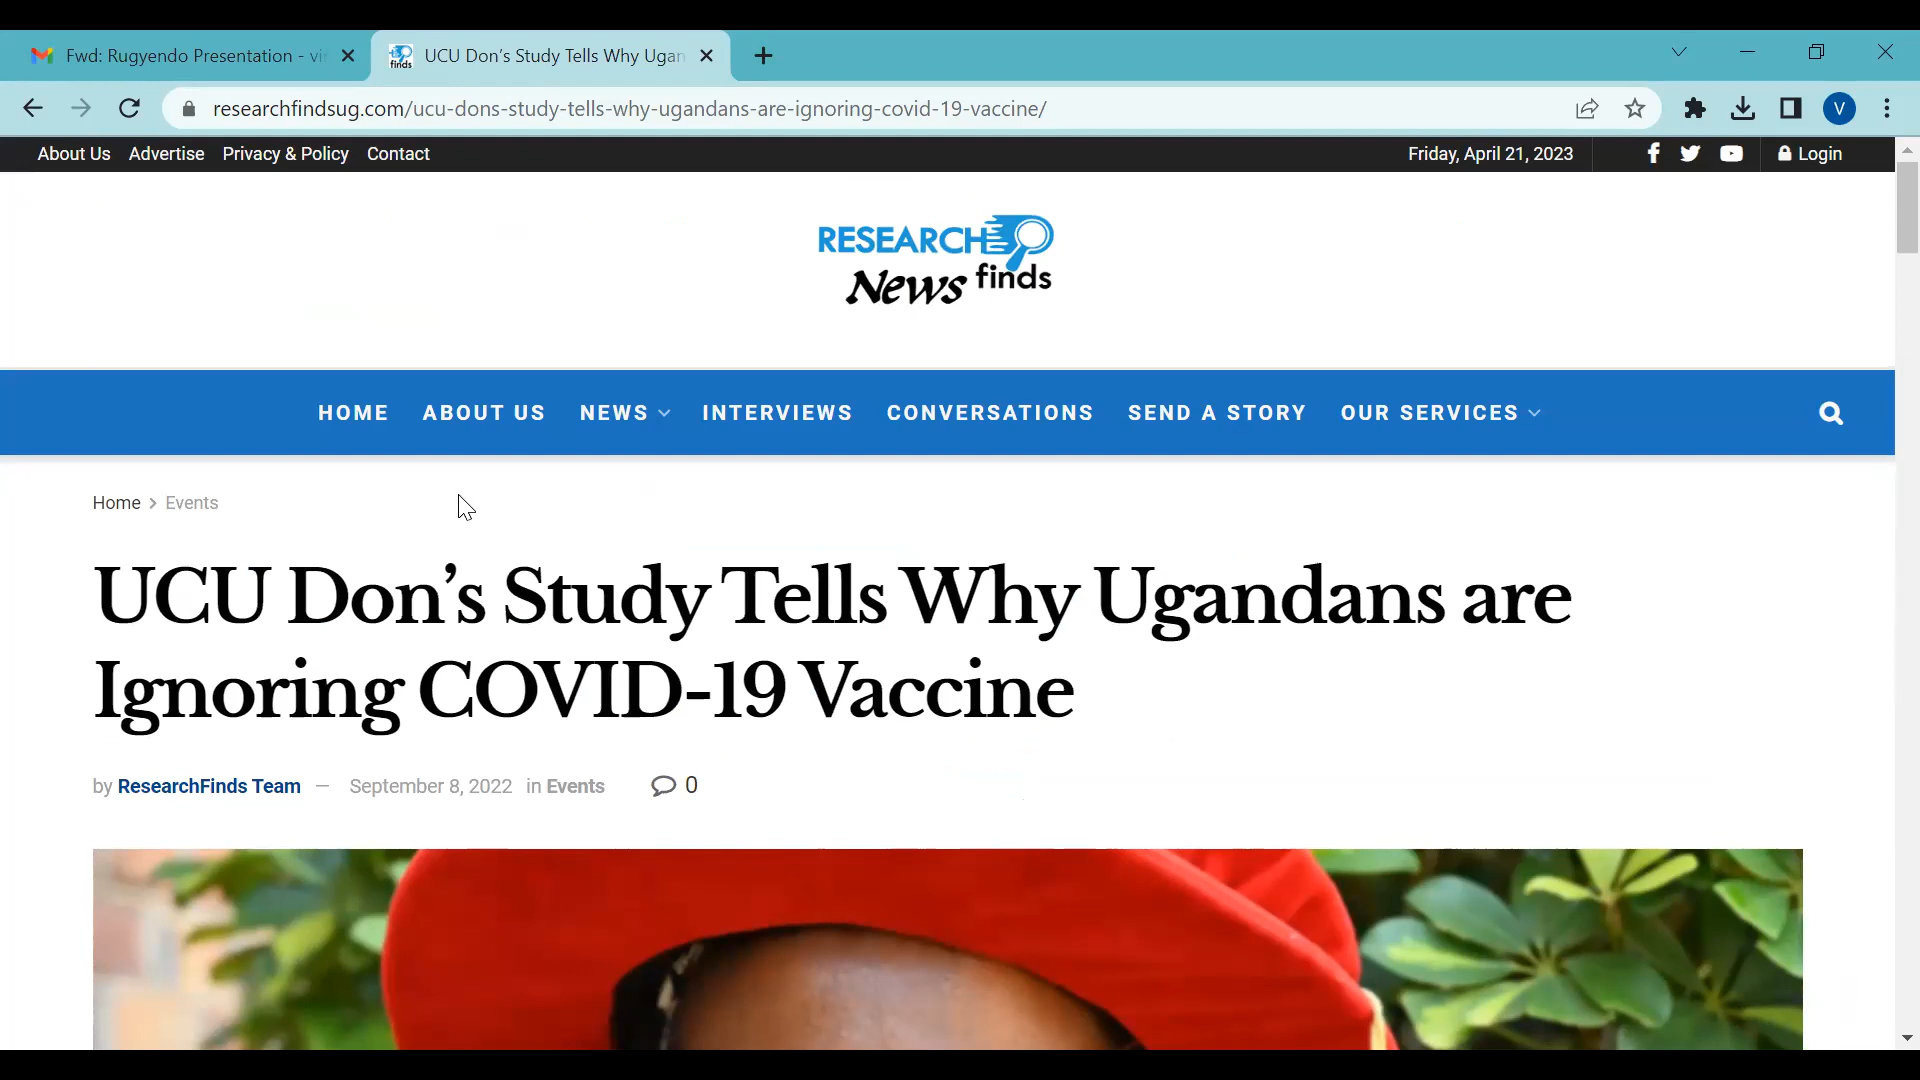 Fwd: Rugyendo Presentation - vi
UCU Don's Study Tells Why Ugan
researchfindsug.com/ucu-dons-study-tells-why-ugandans-are-ignoring-covid-19-vaccine/
V
About Us Advertise Privacy & Policy Contact
Friday, April 21, 2023
Login
RESEARCH
News finds
HOME ABOUT US NEWS INTERVIEWS CONVERSATIONS SEND A STORY OUR SERVICES
Home > Events
UCU Don's Study Tells Why Ugandans are
Ignoring COVID-19 Vaccine
by ResearchFinds Team — September 8, 2022 in Events 0